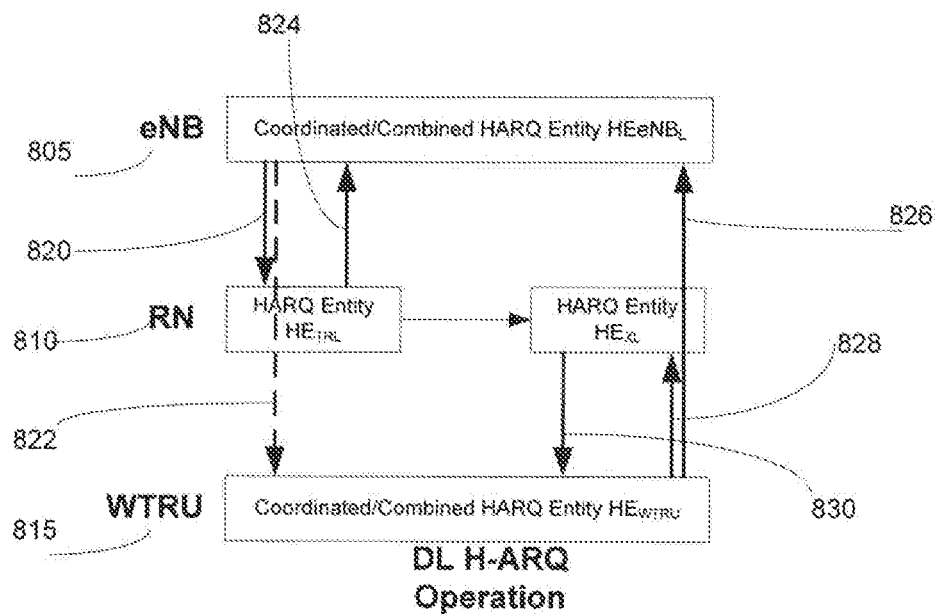 824
eNB
Coordinated/Combined HARQ Entity HEeNBL
805
820
826
RN
HARQ Entity
HETRL
HARQ Entity
HEXL
810
828
822
WTRU
Coordinated/Combined HARQ Entity HEWTRU
830
815
DL H-ARQ
Operation